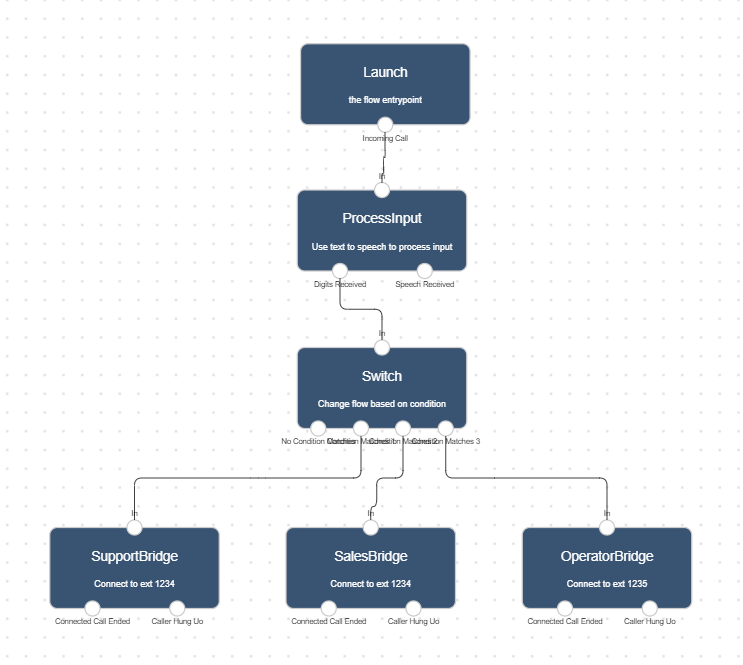 Launch
the flow entrypoint
Incoming Call
In
ProcessInput
Use text to speech to process input
Digits Received
Speech Received
In
Switch
Change flow based on condition
No Condition Matches
Condition Matches 1
Condition Matches 2
Condition Matches 3
In
In
In
SupportBridge
SalesBridge
OperatorBridge
Connect to ext 1234
Connect to ext 1234
Connect to ext 1235
Connected Call Ended
Caller Hung Uo
Connected Call Ended
Caller Hung Uo
Connected Call Ended
Caller Hung Uo